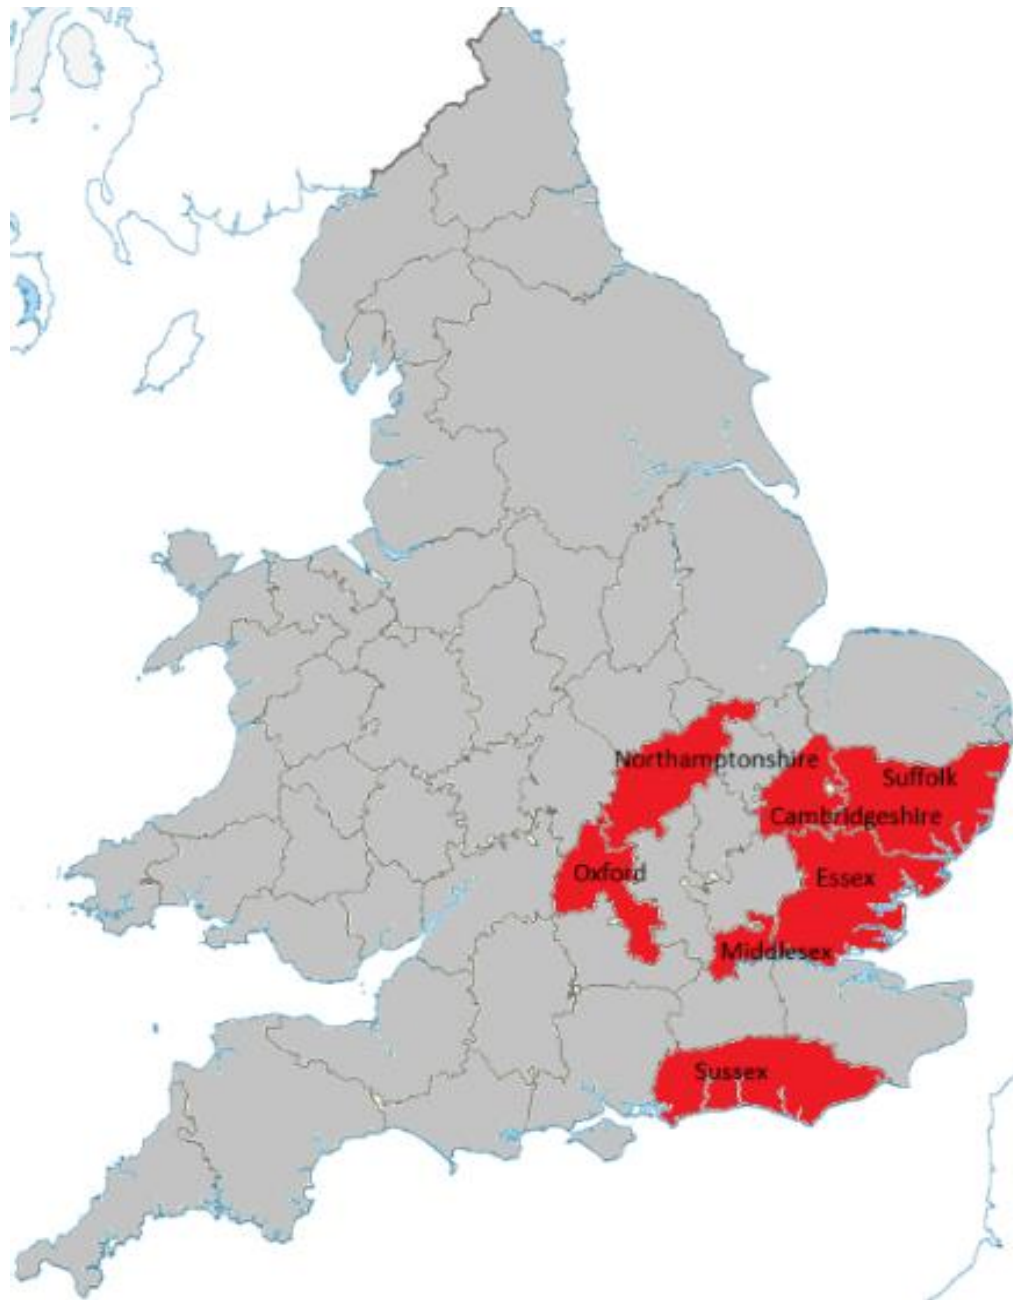 Northamptonshire
Suffolk
Cambridgeshire
Oxford
Essex
Middlesex
Sussex